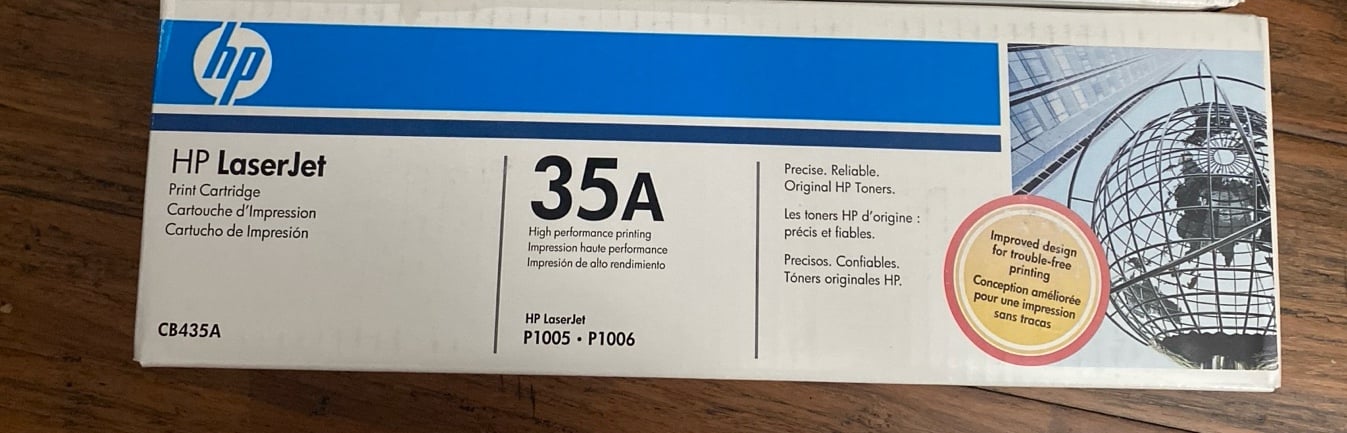 hp
HP LaserJet
Print Cartridge
Cartouche d'Impression
Cartucho de Impresión
CB435A
35A
High performance printing
Impression haute performance
Impresión de alto rendimiento
HP LaserJet
P1005 • P1006
Precise. Reliable.
Original HP Toners.
Les toners HP d'origine :
précis et fiables.
Precisos. Confiables.
Tóners originales HP.
Improved design
for trouble-free
printing
Conception améliorée
pour une impression
sans tracas